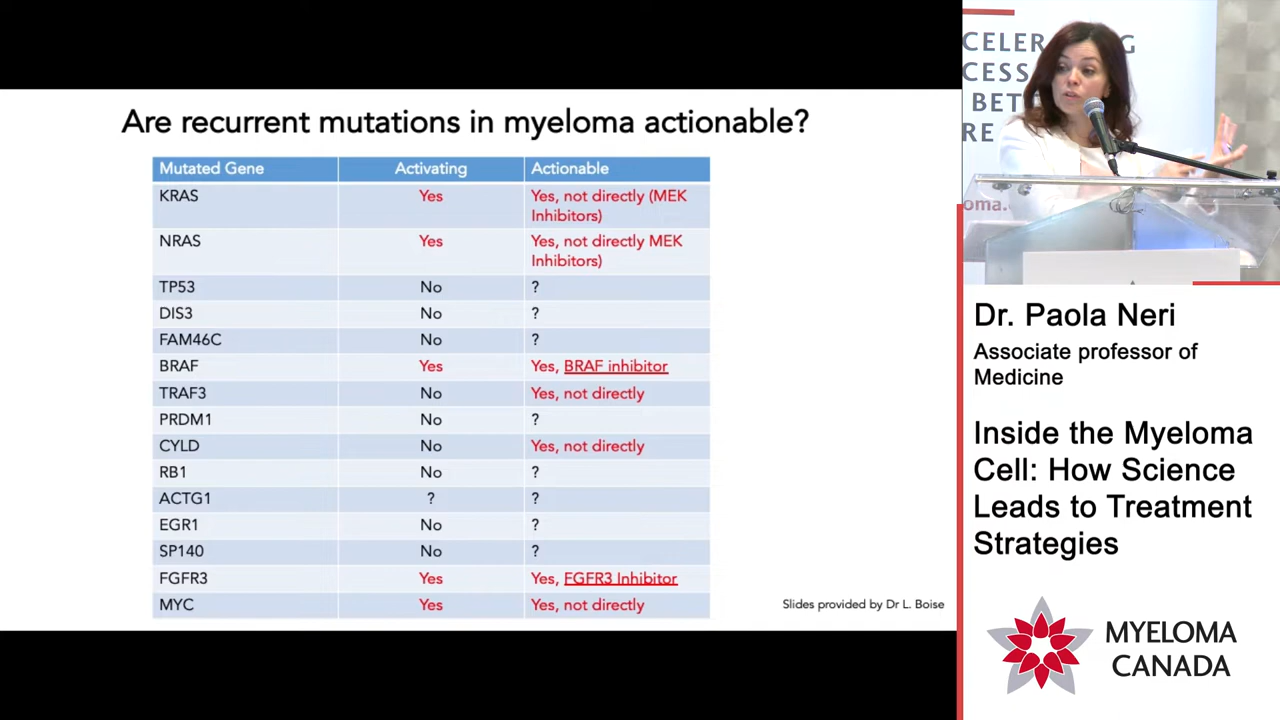 Are recurrent mutations in myeloma actionable?
Mutated Gene Activating Actionable
KRAS Yes Yes, not directly (MEK
Inhibitors)
NRAS Yes Yes, not directly MEK
Inhibitors)
TP53 No ?
DIS3 No ?
FAM46C No ?
BRAF Yes Yes, BRAF inhibitor
TRAF3 No Yes, not directly
PRDM1 No ?
CYLD No Yes, not directly
RB1 No ?
ACTG1 ? ?
EGR1 No ?
SP140 No ?
FGFR3 Yes Yes, FGFR3 Inhibitor
MYC Yes Yes, not directly
Slides provided by Dr L. Boise
Dr. Paola Neri
Associate professor of
Medicine
Inside the Myeloma
Cell: How Science
Leads to Treatment
Strategies
MYELOMA
CANADA